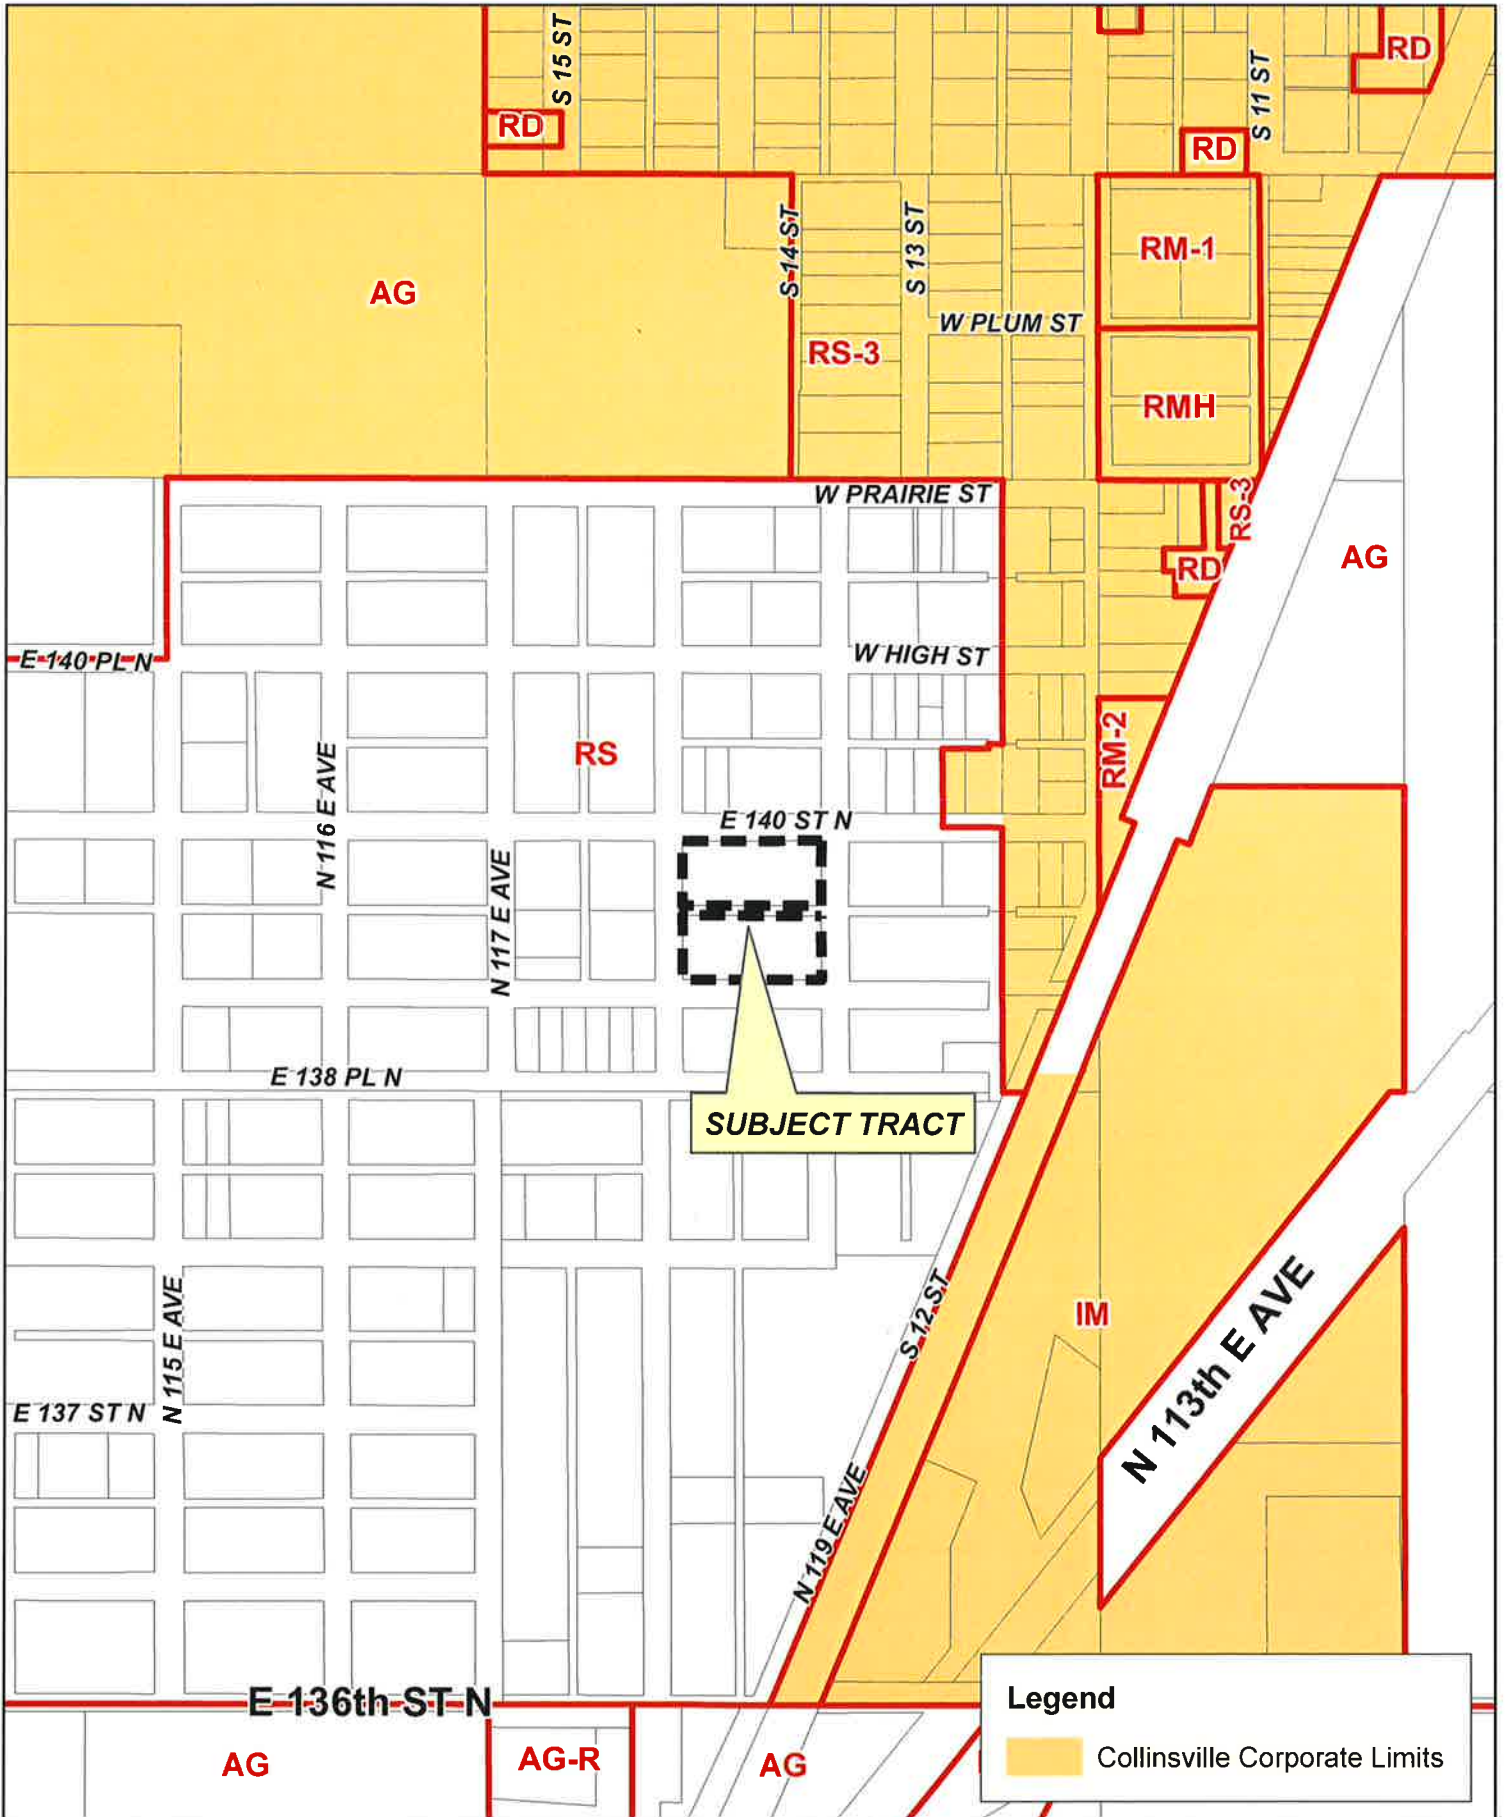 S 15 ST
RD
S 11 ST
RD
RD
AG
S 14 ST
S 13 ST
RM-1
W PLUM ST
RS-3
RMH
W PRAIRIE ST
RS-3
RD
AG
E 140 PL N
W HIGH ST
RS
RM-2
N 116 E AVE
E 140 ST N
N 117 E AVE
E 138 PL N
SUBJECT TRACT
S 12 ST
IM
N 113th E AVE
N 115 E AVE
E 137 ST N
N 119 E AVE
E 136th ST N
AG
AG-R
AG
Legend
Collinsville Corporate Limits